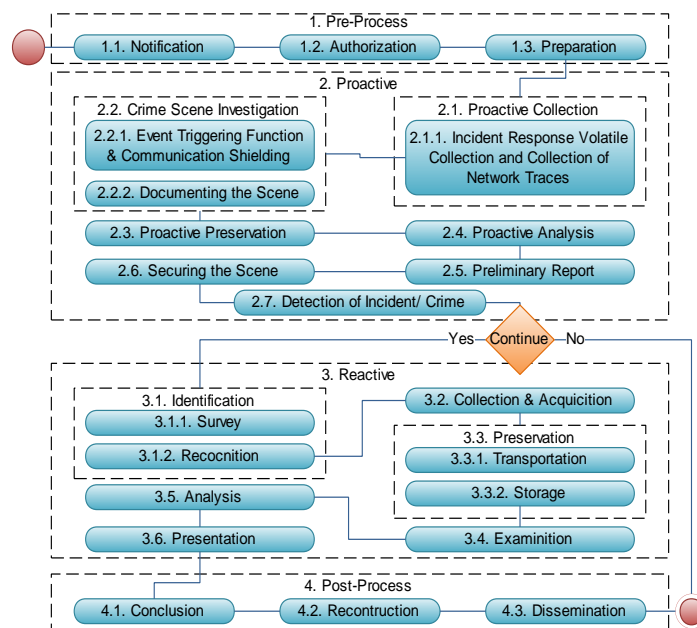 1. Pre-Process
1.1. Notification
1.2. Authorization
1.3. Preparation
2. Proactive
2.2. Crime Scene Investigation
2.2.1. Event Triggering Function
& Communication Shielding
2.2.2. Documenting the Scene
2.1. Proactive Collection
2.1.1. Incident Response Volatile
Collection and Collection of
Network Traces
2.3. Proactive Preservation
2.4. Proactive Analysis
2.6. Securing the Scene
2.5. Preliminary Report
2.7. Detection of Incident/ Crime
Yes
Continue
No
3. Reactive
3.1. Identification
3.1.1. Survey
3.1.2. Recocnition
3.2. Collection & Acquicition
3.3. Preservation
3.3.1. Transportation
3.3.2. Storage
3.5. Analysis
3.4. Examinition
3.6. Presentation
4. Post-Process
4.1. Conclusion
4.2. Recontruction
4.3. Dissemination